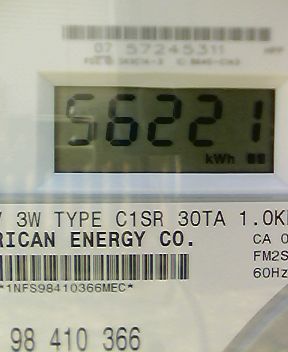 07 57245311
56221
kWh
3W TYPE C1SR 30TA 1.0K
RICAN ENERGY CO.
CA 0
FM2S
60Hz
*1NFS98410366MEC*
98 410 366